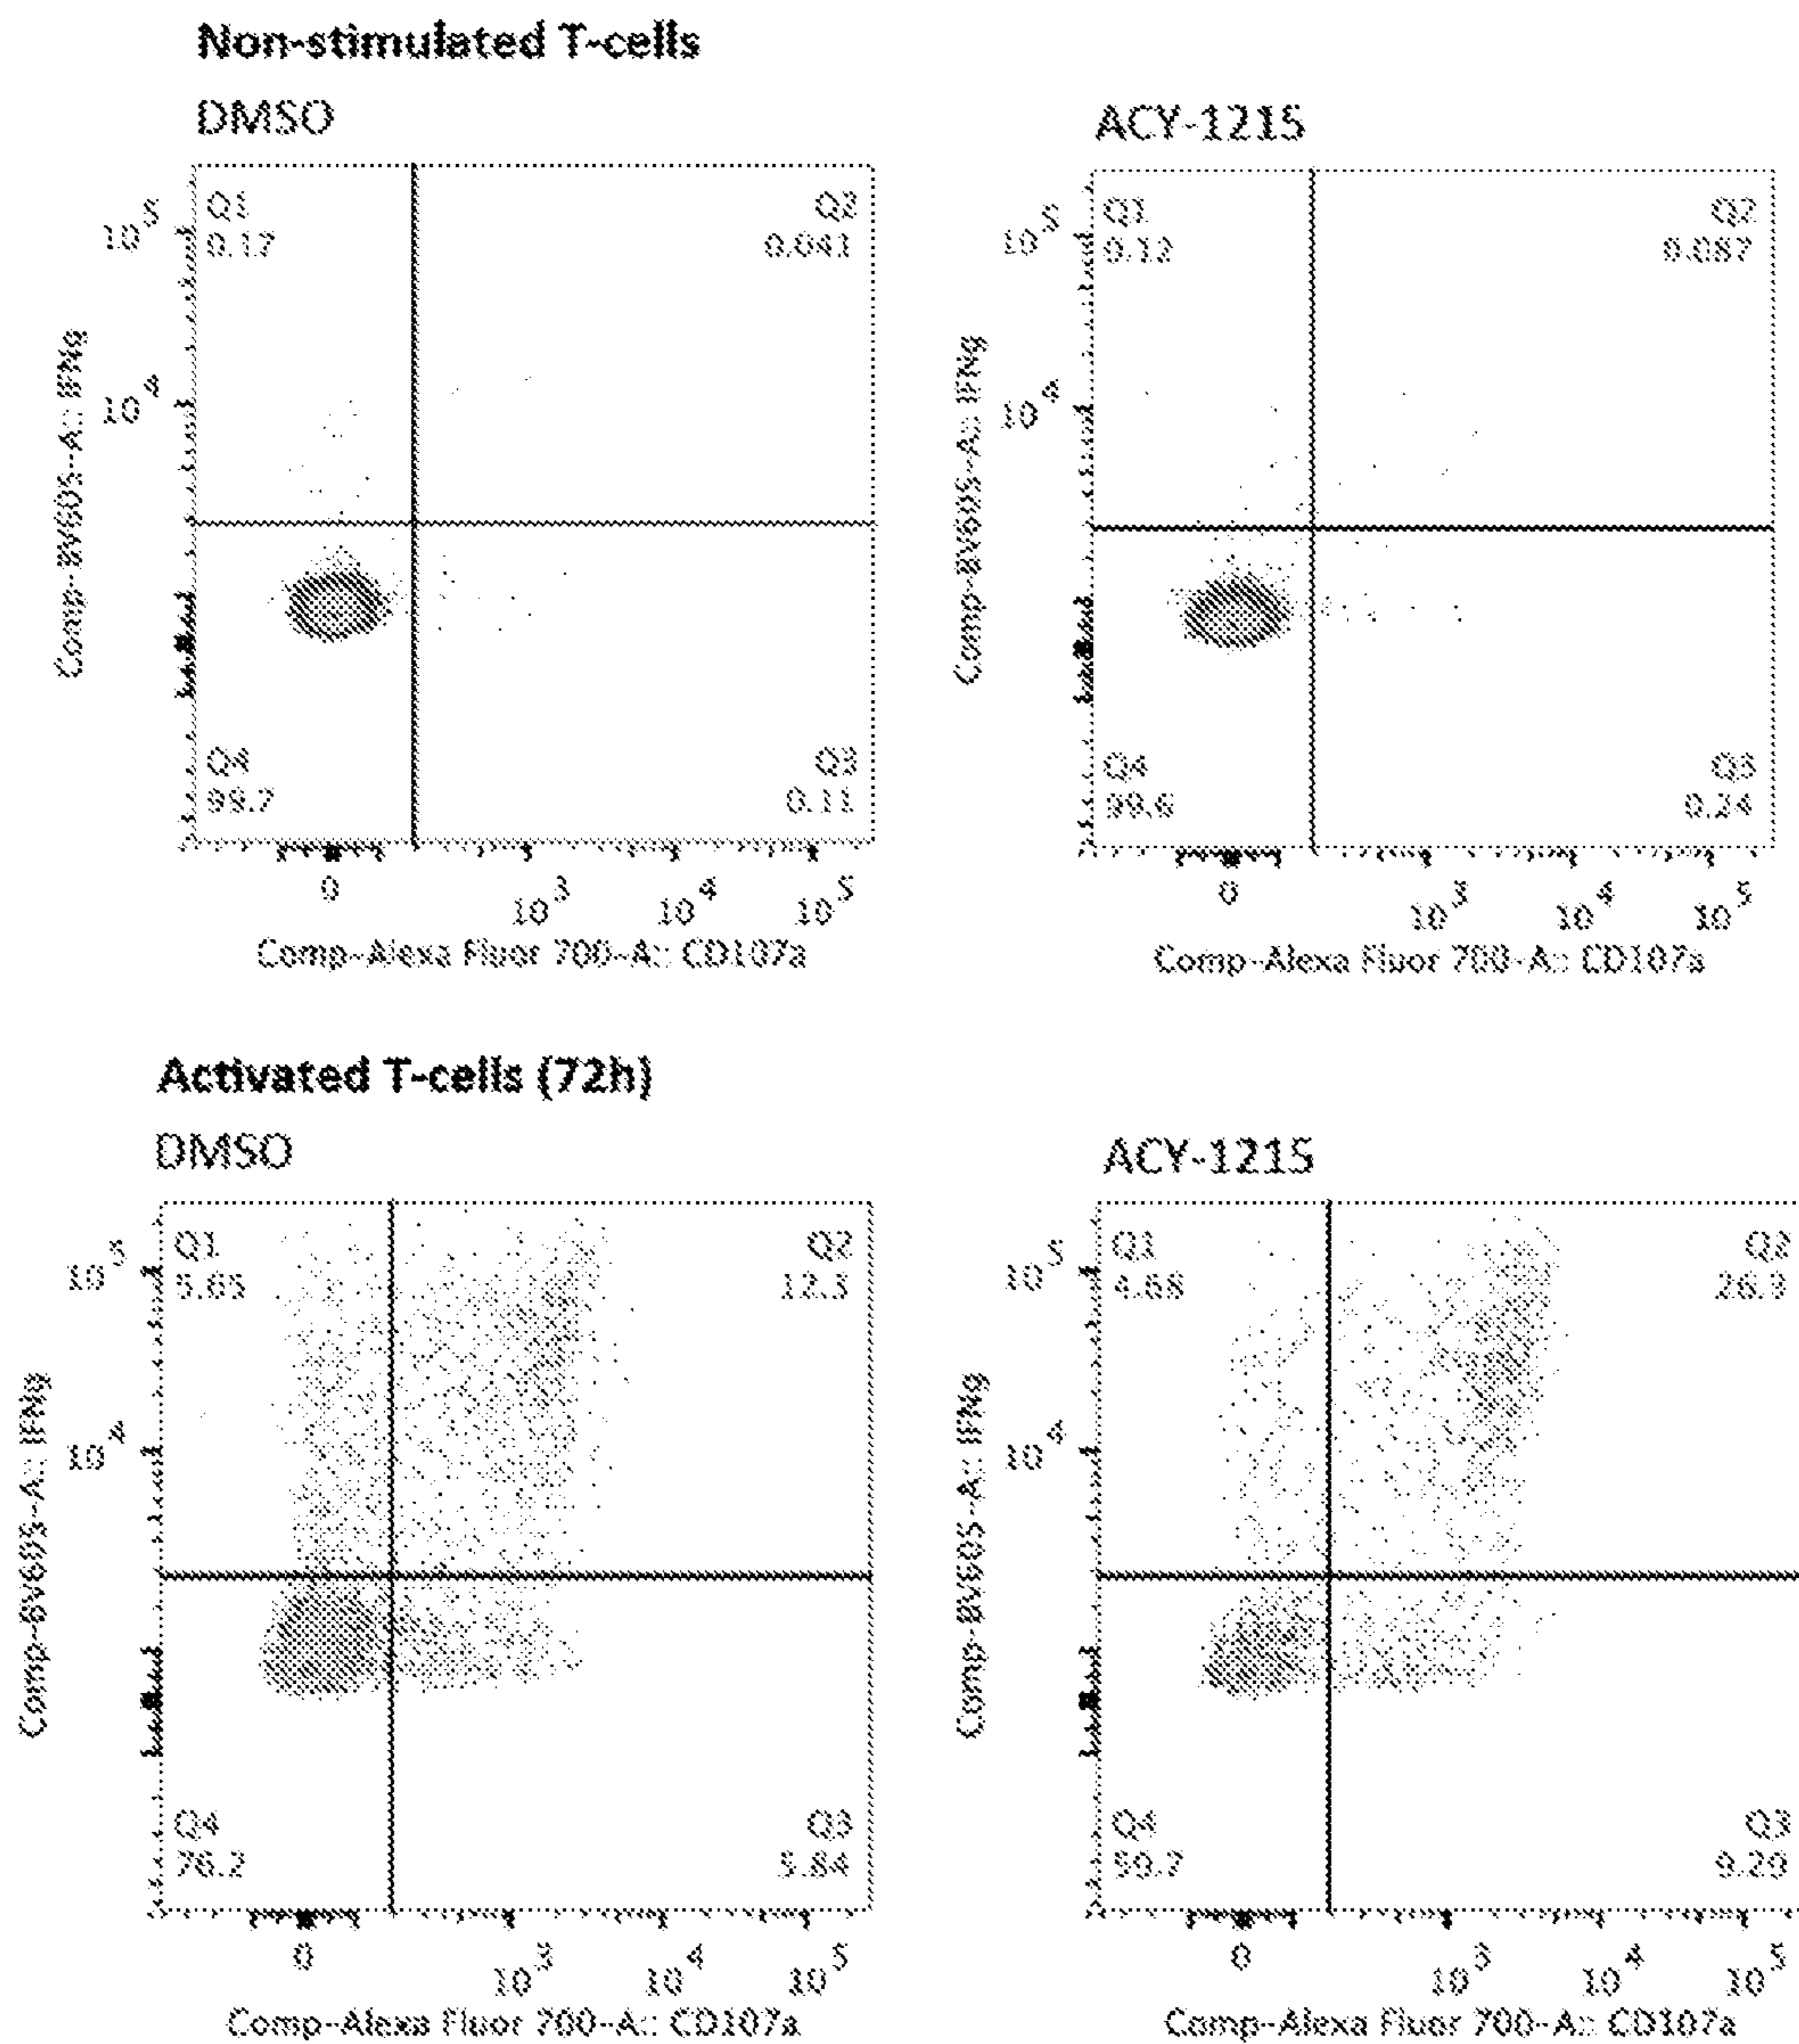 Non-stimulated T-cells
DMSO
Q1
0.17
Q2
0.041
Q4
99.7
Q3
0.11
10^5
10^4
Comp-BV605-A:: IFNg
0
10^3
10^4
10^5
Comp-Alexa Fluor 700-A:: CD107a
ACY-1215
Q1
0.12
Q2
0.087
Q4
99.6
Q3
0.24
10^5
10^4
Comp-BV605-A:: IFNg
0
10^3
10^4
10^5
Comp-Alexa Fluor 700-A:: CD107a
Activated T-cells (72h)
DMSO
Q1
5.65
Q2
12.3
Q4
76.2
Q3
5.84
10^5
10^4
Comp-BV605-A:: IFNg
0
10^3
10^4
10^5
Comp-Alexa Fluor 700-A:: CD107a
ACY-1215
Q1
Q2
26.9
Q4
Q3
10^5
10^4
Comp-BV605-A:: IFNg
0
10^3
10^4
10^5
Comp-Alexa Fluor 700-A:: CD107a